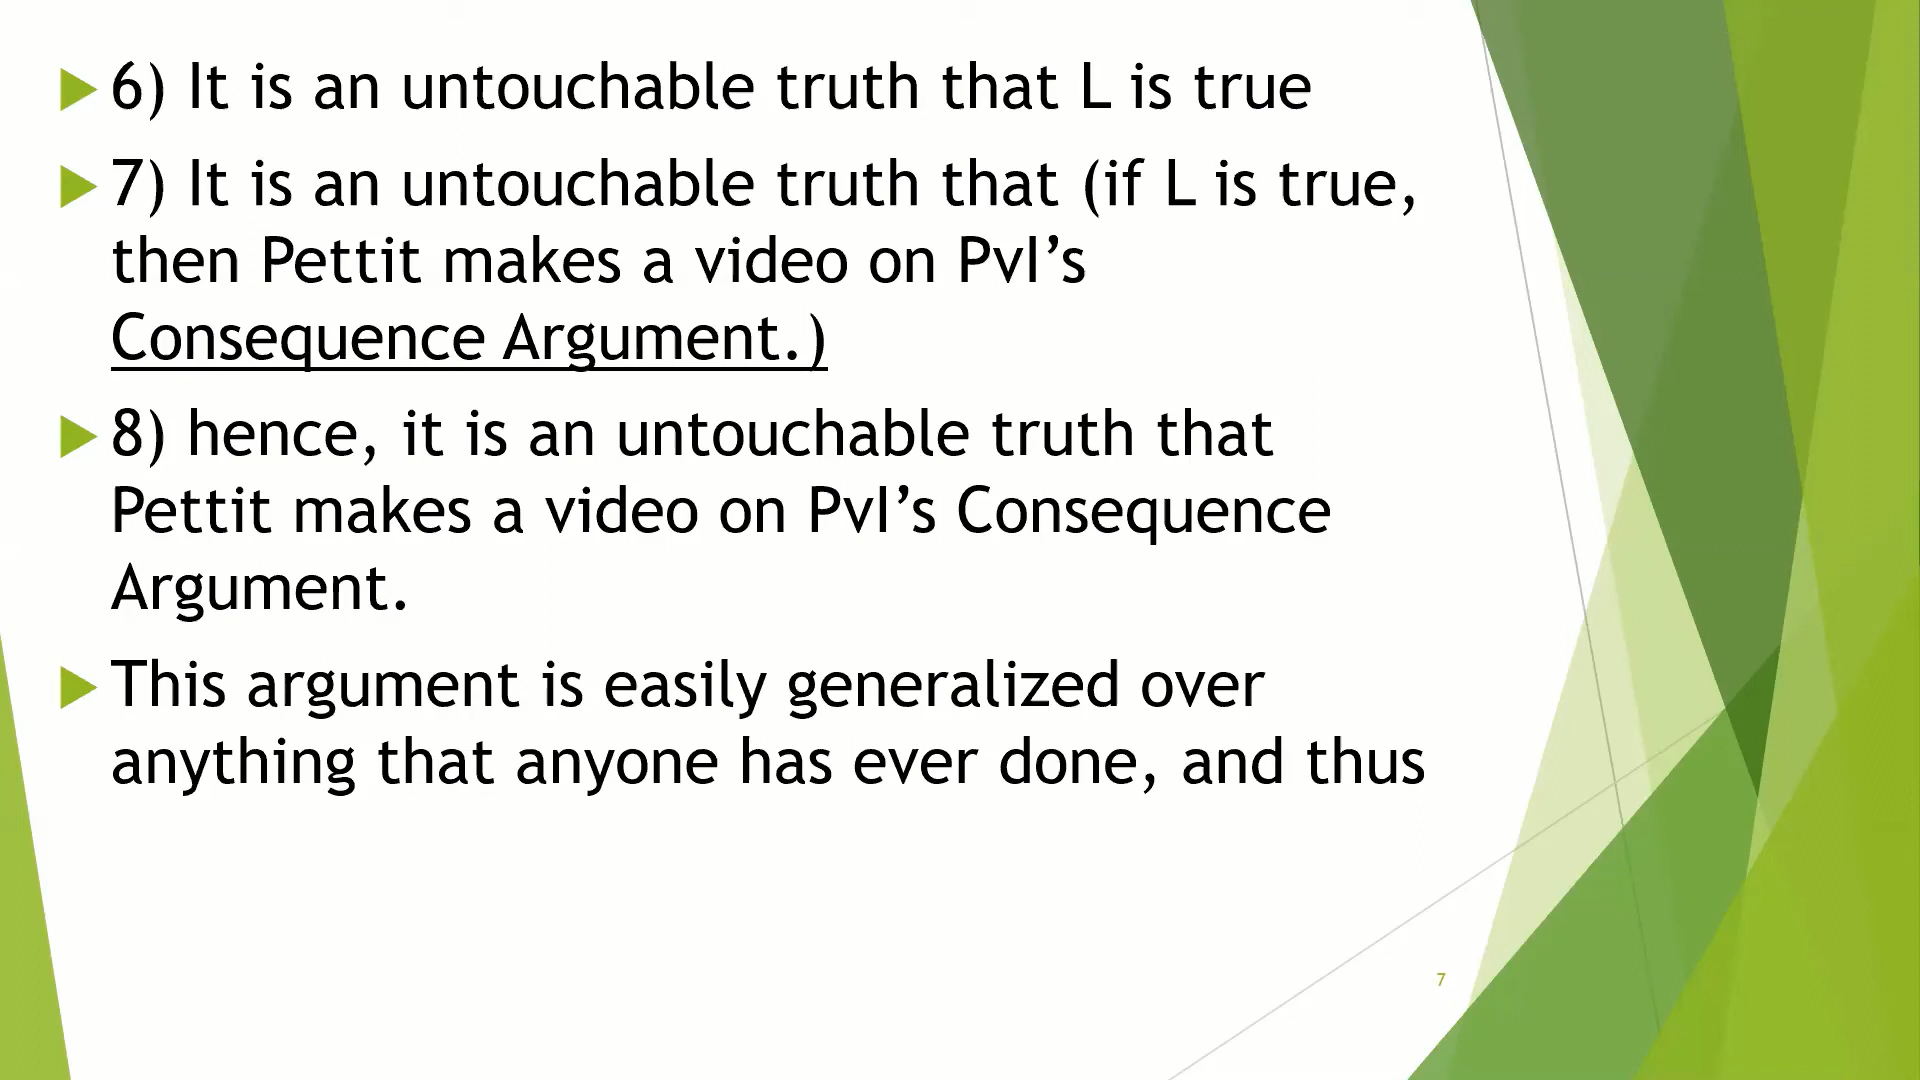 6) It is an untouchable truth that L is true
7) It is an untouchable truth that (if L is true,
then Pettit makes a video on PvI’s
Consequence Argument.)
8) hence, it is an untouchable truth that
Pettit makes a video on PvI’s Consequence
Argument.
This argument is easily generalized over
anything that anyone has ever done, and thus
7